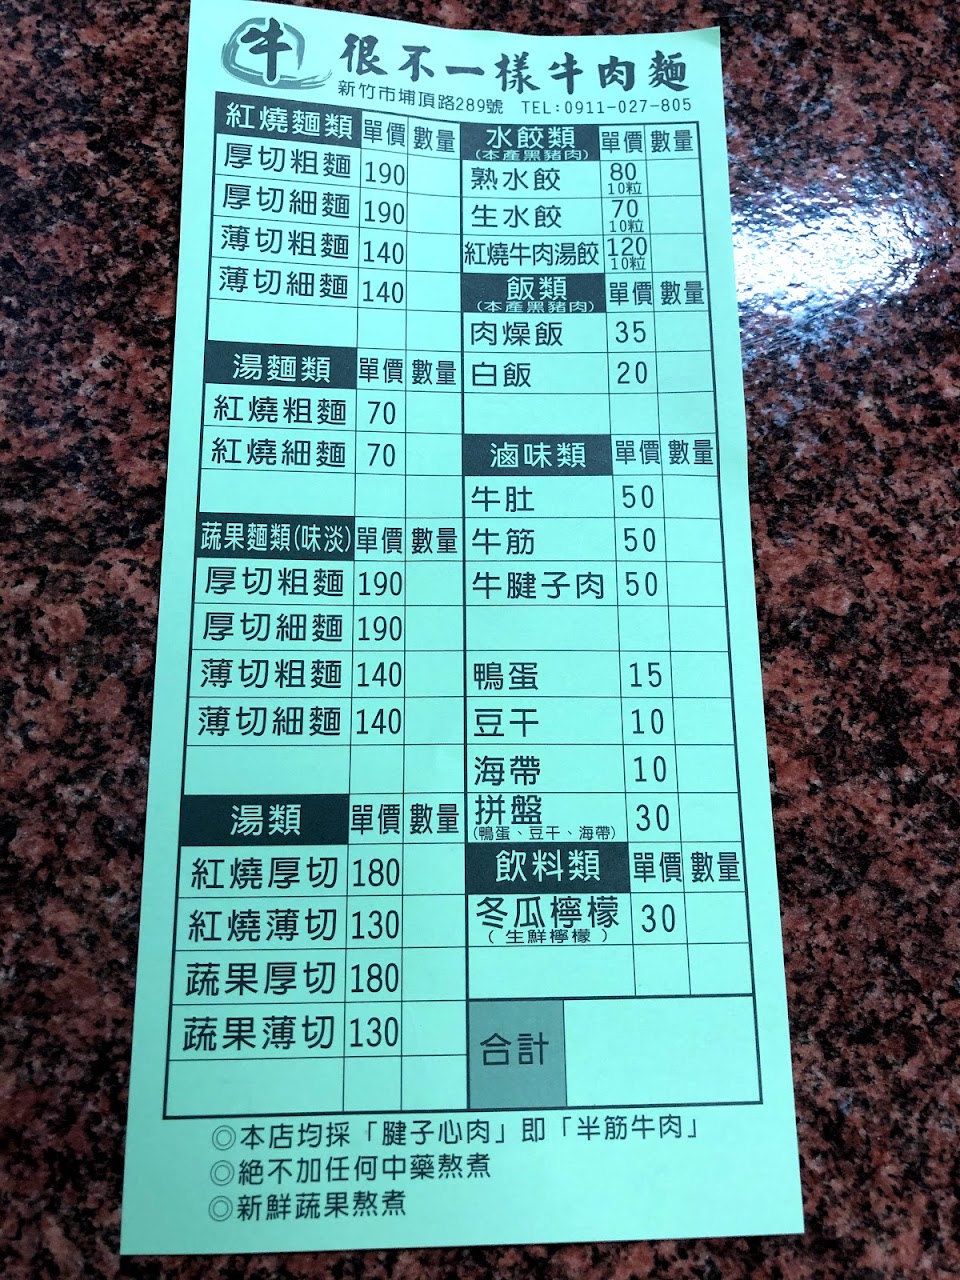 牛 很不一樣牛肉麵
新竹市埔頂路289號 TEL:0911-027-805
紅燒麵類 單價 數量
厚切粗麵 190
厚切細麵 190
薄切粗麵 140
薄切細麵 140
湯麵類 單價 數量
紅燒粗麵 70
紅燒細麵 70
蔬果麵類(味淡) 單價 數量
厚切粗麵 190
厚切細麵 190
薄切粗麵 140
薄切細麵 140
湯類 單價 數量
紅燒厚切 180
紅燒薄切 130
蔬果厚切 180
蔬果薄切 130
水餃類 單價 數量
(本產黑豬肉)
熟水餃 80
10粒
生水餃 70
10粒
紅燒牛肉湯餃 120
10粒
飯類 單價 數量
(本產黑豬肉)
肉燥飯 35
白飯 20
滷味類 單價 數量
牛肚 50
牛筋 50
牛腱子肉 50
鴨蛋 15
豆干 10
海帶 10
拼盤 30
(鴨蛋、豆干、海帶)
飲料類 單價 數量
冬瓜檸檬 30
(生鮮檸檬)
合計
◎本店均採「腱子心肉」即「半筋牛肉」
◎絕不加任何中藥熬煮
◎新鮮蔬果熬煮